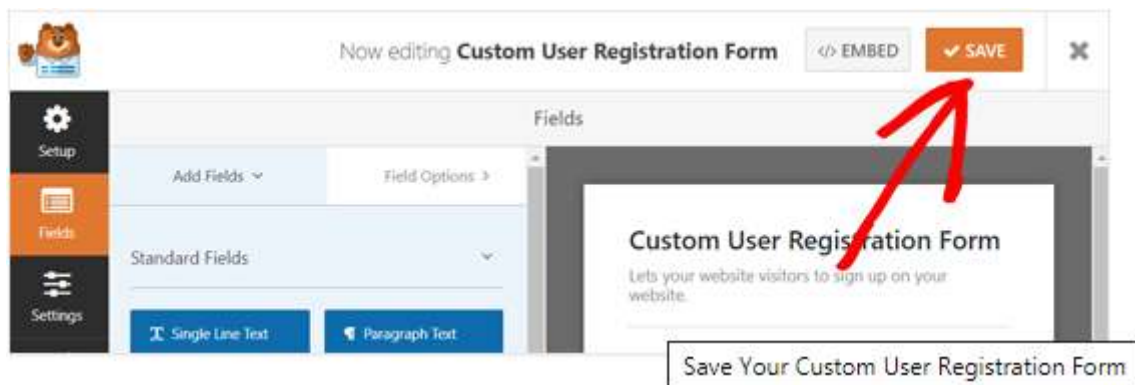 Now editing Custom User Registration Form
</> EMBED
SAVE
Fields
Setup
Add Fields
Field Options
Fields
Standard Fields
Settings
T Single Line Text
¶ Paragraph Text
Custom User Registration Form
Lets your website visitors to sign up on your
website.
Save Your Custom User Registration Form